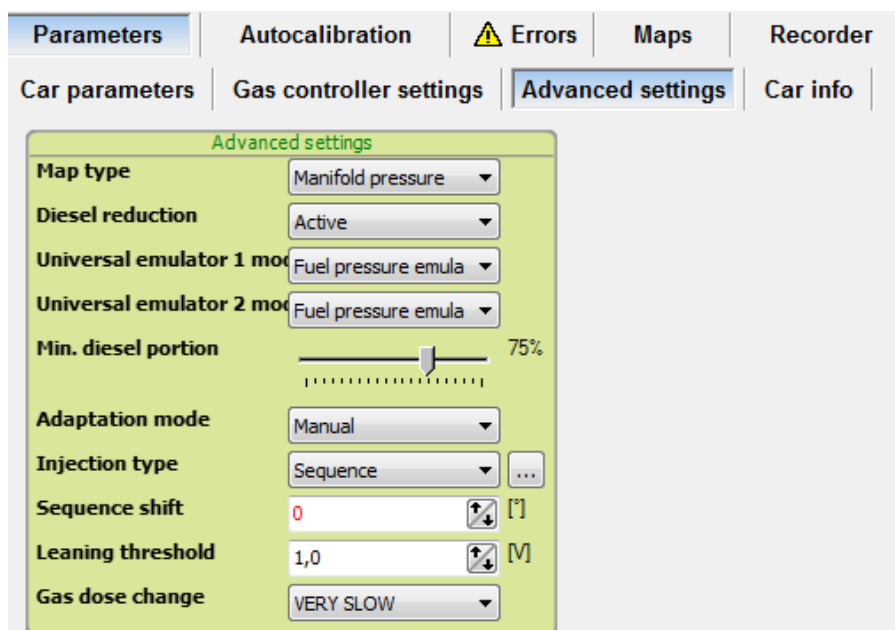 Parameters Autocalibration Errors Maps Recorder
Car parameters Gas controller settings Advanced settings Car info
Advanced settings
Map type Manifold pressure
Diesel reduction Active
Universal emulator 1 mo Fuel pressure emula
Universal emulator 2 mo Fuel pressure emula
Min. diesel portion 75%
Adaptation mode Manual
Injection type Sequence ...
Sequence shift 0 [°]
Leaning threshold 1,0 [V]
Gas dose change VERY SLOW